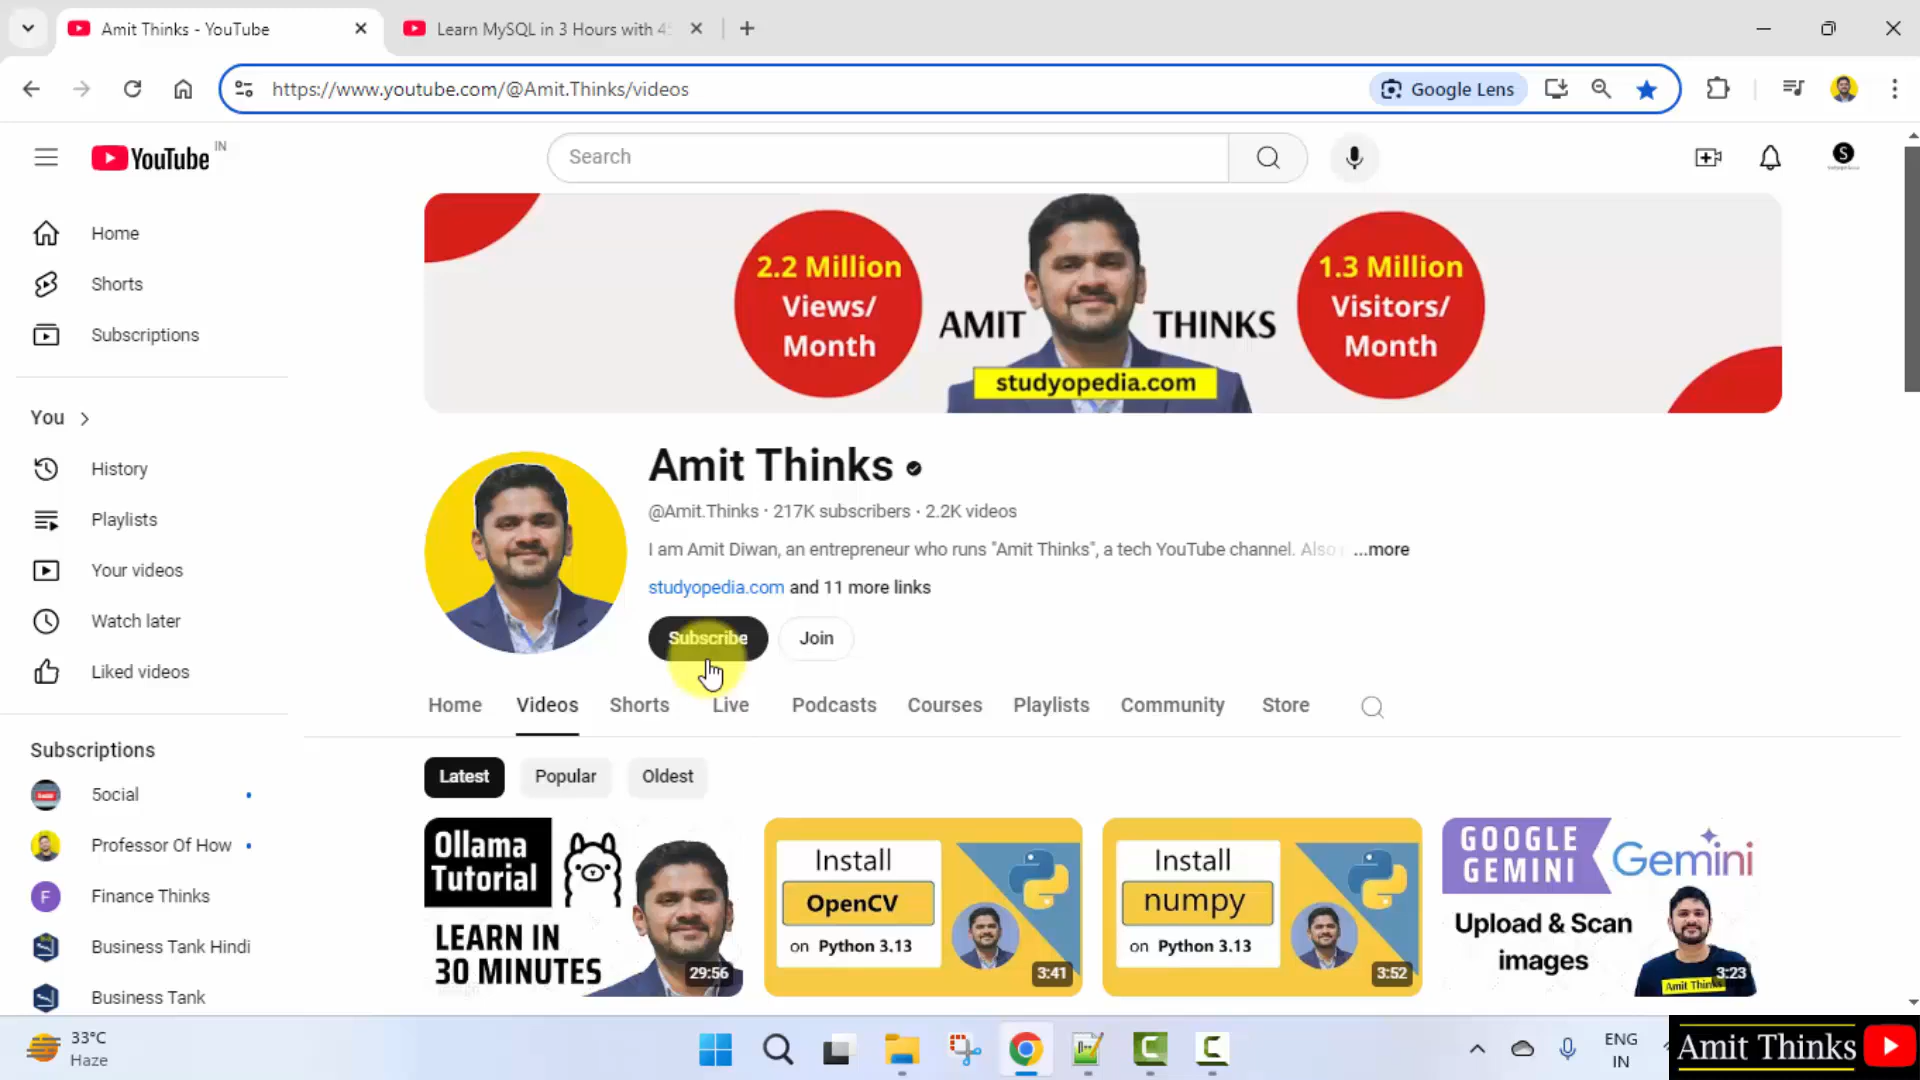 Amit Thinks - YouTube
Learn MySQL in 3 Hours with 4
https://www.youtube.com/@Amit.Thinks/videos
Google Lens
YouTube IN
Search
S
Home
Shorts
Subscriptions
You
History
Playlists
Your videos
Watch later
Liked videos
Subscriptions
5ocial
Professor Of How
F
Finance Thinks
Business Tank Hindi
Business Tank
2.2 Million
Views/
Month
AMIT THINKS
studyopedia.com
1.3 Million
Visitors/
Month
Amit Thinks
@Amit.Thinks · 217K subscribers · 2.2K videos
I am Amit Diwan, an entrepreneur who runs "Amit Thinks", a tech YouTube channel. Also ...more
studyopedia.com and 11 more links
Subscribe Join
Home Videos Shorts Live Podcasts Courses Playlists Community Store
Latest Popular Oldest
Ollama
Tutorial
LEARN IN
30 MINUTES
29:56
Install
OpenCV
on Python 3.13
3:41
Install
numpy
on Python 3.13
3:52
GOOGLE
GEMINI
Gemini
Upload & Scan
images
Amit Thinks
3:23
33°C
Haze
ENG
IN
Amit Thinks